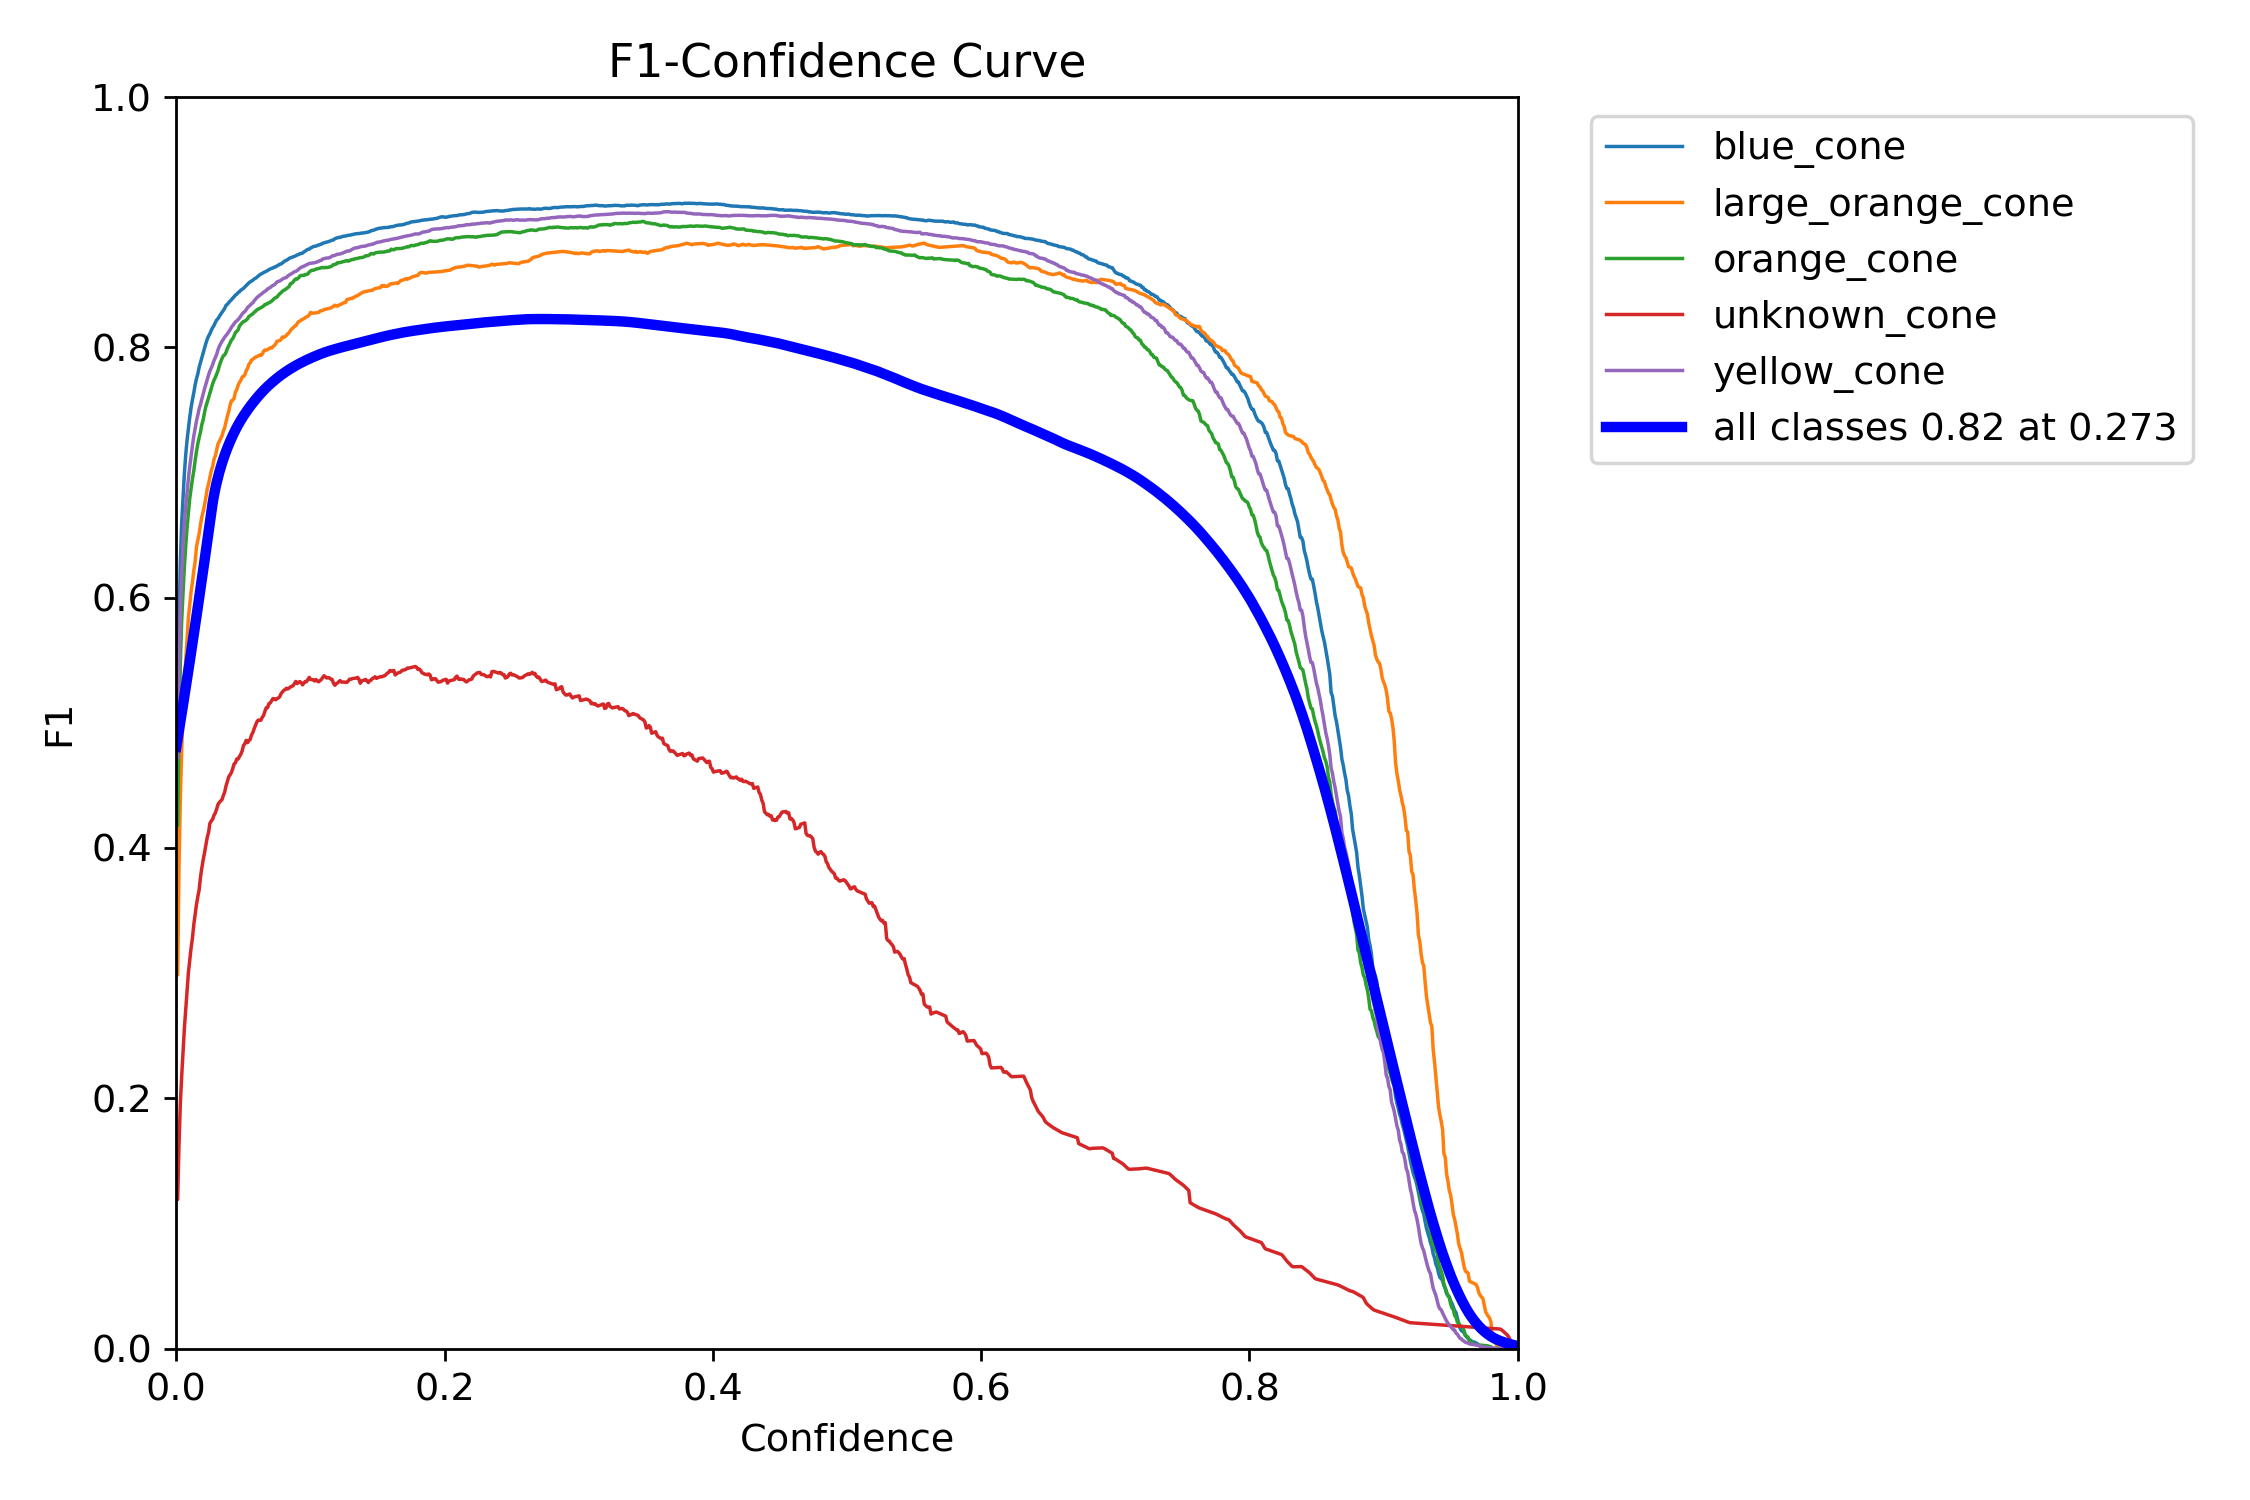 F1-Confidence Curve
1.0
0.8
0.6
0.4
0.2
0.0
F1
0.0 0.2 0.4 0.6 0.8 1.0
Confidence
blue_cone
large_orange_cone
orange_cone
unknown_cone
yellow_cone
all classes 0.82 at 0.273